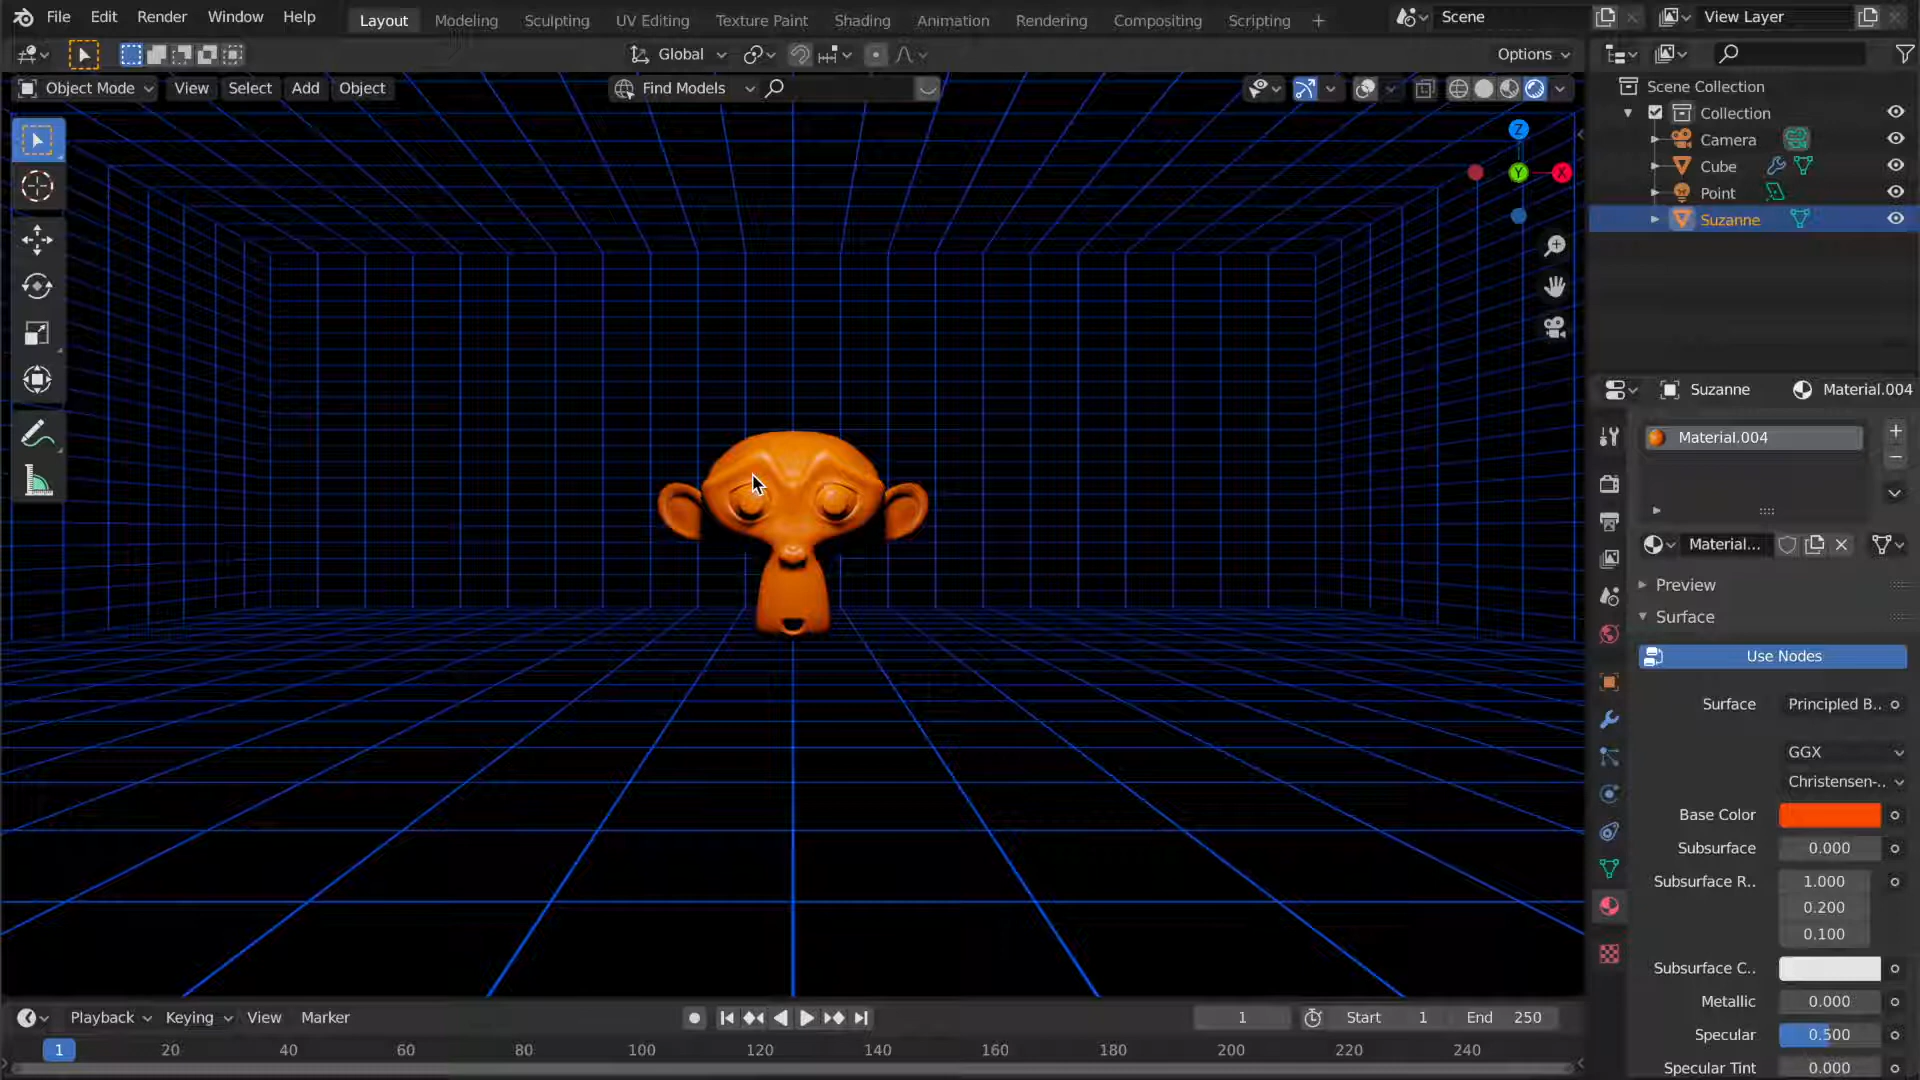 File Edit Render Window Help Layout Modeling Sculpting UV Editing Texture Paint Shading Animation Rendering Compositing Scripting + Scene View Layer
Global Options
Object Mode View Select Add Object Find Models
Z
Y X
Scene Collection
Collection
Camera
Cube
Point
Suzanne
Suzanne Material.004
Material.004
Material...
Preview
Surface
Use Nodes
Surface Principled B..
GGX
Christensen-..
Base Color
Subsurface 0.000
Subsurface R.. 1.000
0.200
0.100
Subsurface C..
Metallic 0.000
Specular 0.500
Specular Tint 0.000
Playback Keying View Marker 1 Start 1 End 250
1 20 40 60 80 100 120 140 160 180 200 220 240